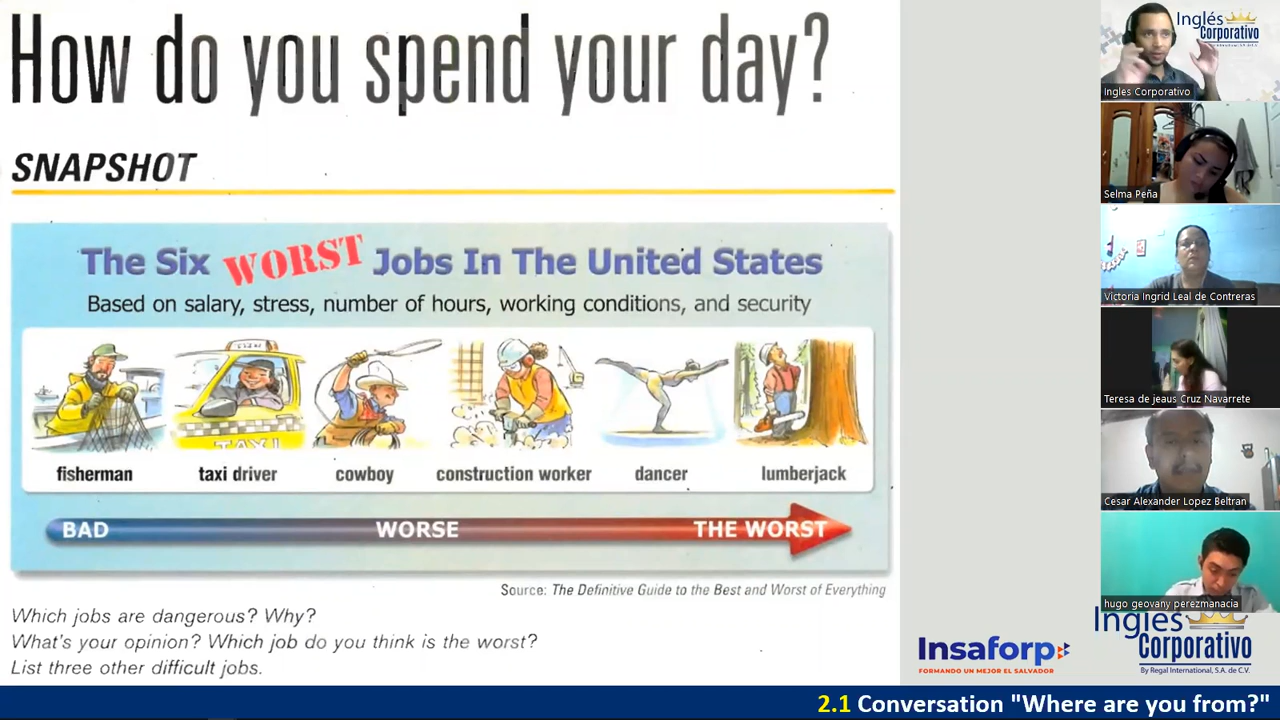 How do you spend your day?
SNAPSHOT
The Six WORST Jobs In The United States
Based on salary, stress, number of hours, working conditions, and security
TAXI
fisherman
taxi driver
cowboy
construction worker
dancer
lumberjack
BAD
WORSE
THE WORST
Source: The Definitive Guide to the Best and Worst of Everything
Which jobs are dangerous? Why?
What's your opinion? Which job do you think is the worst?
List three other difficult jobs.
Inglés
Corporativo
Ingles Corporativo
Selma Peña
Victoria Ingrid Leal de Contreras
Teresa de jeaus Cruz Navarrete
Cesar Alexander Lopez Beltran
hugo geovany perezmanacia
Insaforp
FORMANDO UN MEJOR EL SALVADOR
Inglés
Corporativo
By Regal International, S.A. de C.V.
2.1 Conversation "Where are you from?"